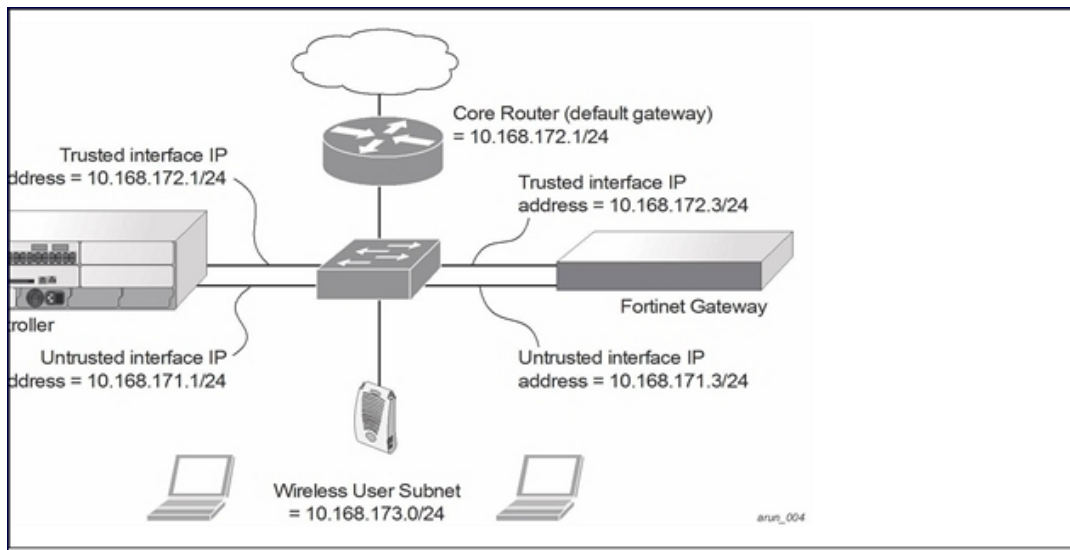 Core Router (default gateway)
= 10.168.172.1/24
Trusted interface IP
ddress = 10.168.172.1/24
Trusted interface IP
address = 10.168.172.3/24
Fortinet Gateway
troller
Untrusted interface IP
ddress = 10.168.171.1/24
Untrusted interface IP
address = 10.168.171.3/24
Wireless User Subnet
= 10.168.173.0/24
arun_004